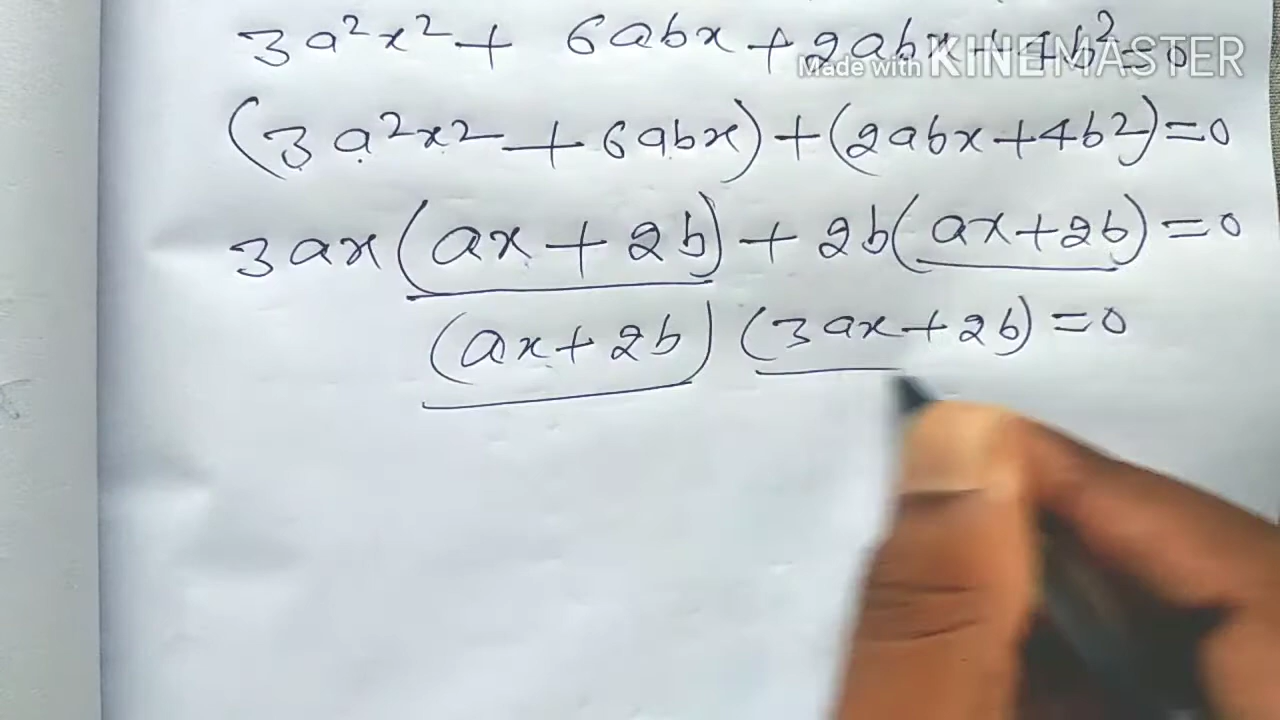 3a²x² + 6abx + 2abx + 4b² = 0
Made with KINEMASTER
(3a²x² + 6abx) + (2abx + 4b²) = 0
3ax(ax + 2b) + 2b(ax + 2b) = 0
(ax + 2b) (3ax + 2b) = 0